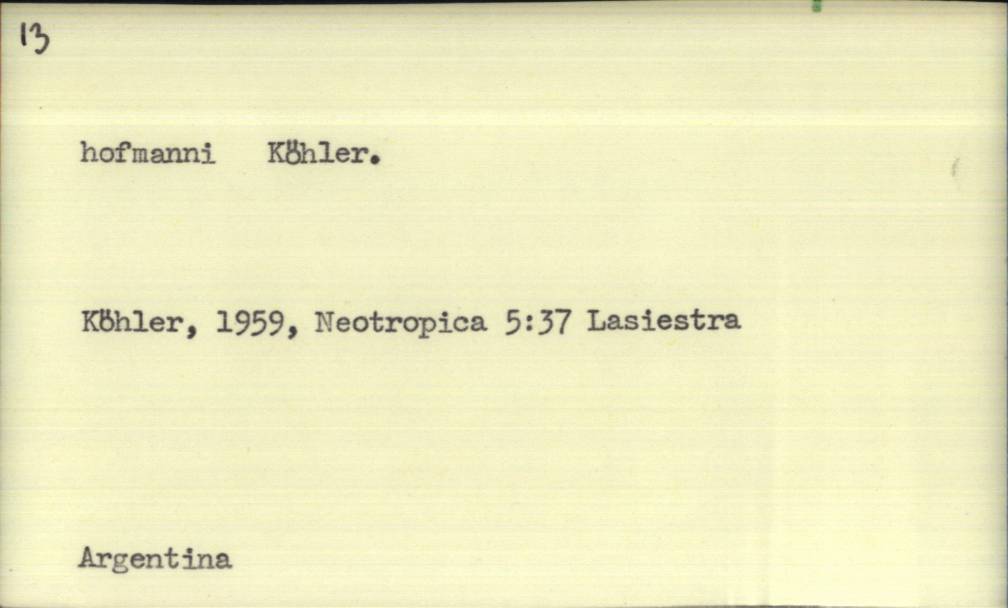 13
hofmanni Köhler.
Köhler, 1959, Neotropica 5:37 Lasiestra
Argentina